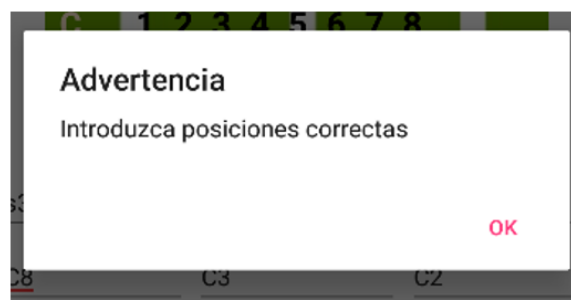 C 1 2 3 4 5 6 7 8
Advertencia
Introduzca posiciones correctas
OK
C8 C3 C2